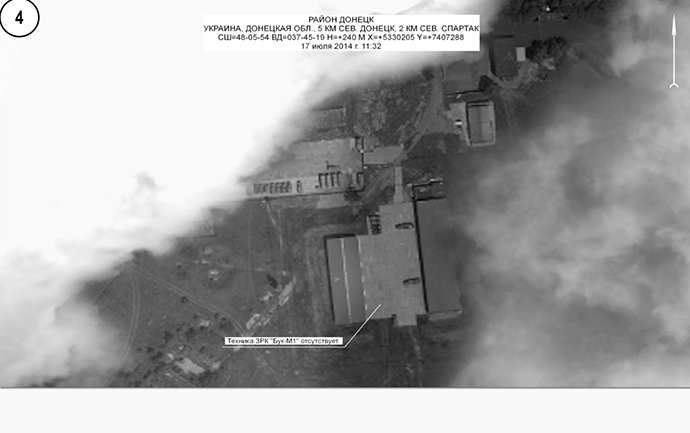 4
РАЙОН ДОНЕЦК
УКРАИНА, ДОНЕЦКАЯ ОБЛ., 5 КМ СЕВ. ДОНЕЦК, 2 КМ СЕВ. СПАРТАК
СШ=48-05-54 ВД=037-45-19 Н=+240 М X=+5330205 Y=+7407288
17 июля 2014 г. 11:32
Техника ЗРК "Бук-М1" отсутствует